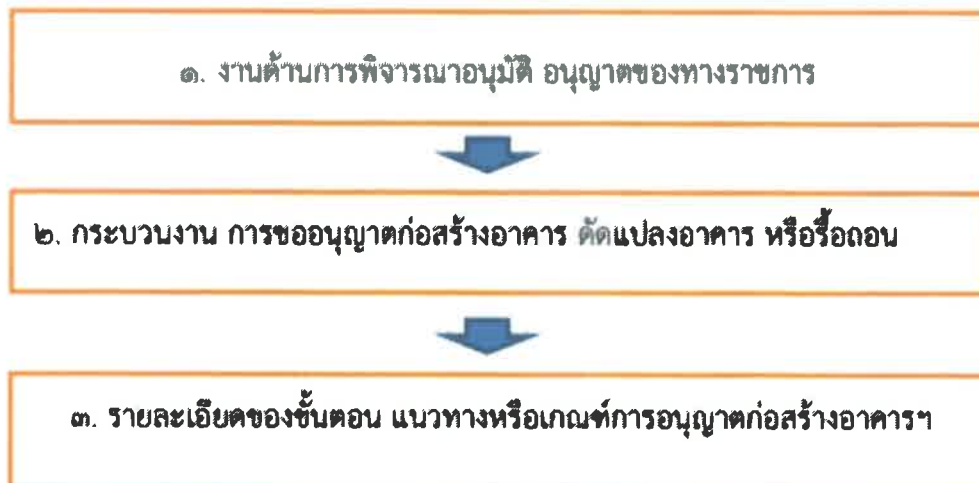 ๑. งานด้านการพิจารณาอนุมัติ อนุญาตของทางราชการ
๒. กระบวนงาน การขออนุญาตก่อสร้างอาคาร ดัดแปลงอาคาร หรือรื้อถอน
๓. รายละเอียดของขั้นตอน แนวทางหรือเกณฑ์การอนุญาตก่อสร้างอาคารฯ